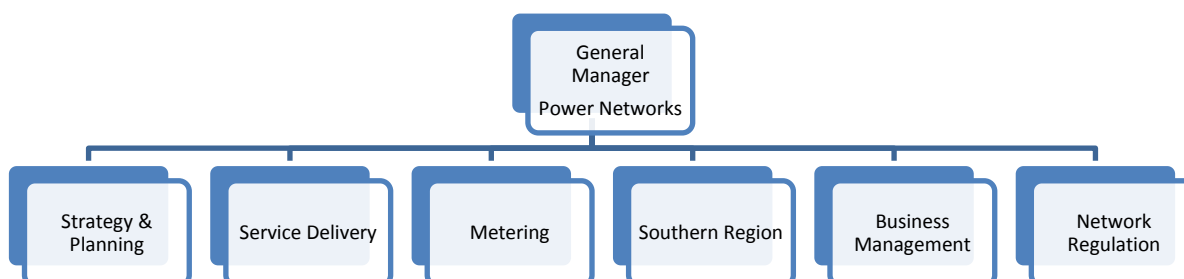 General
Manager
Power Networks
Strategy &
Planning
Service Delivery
Metering
Southern Region
Business
Management
Network
Regulation